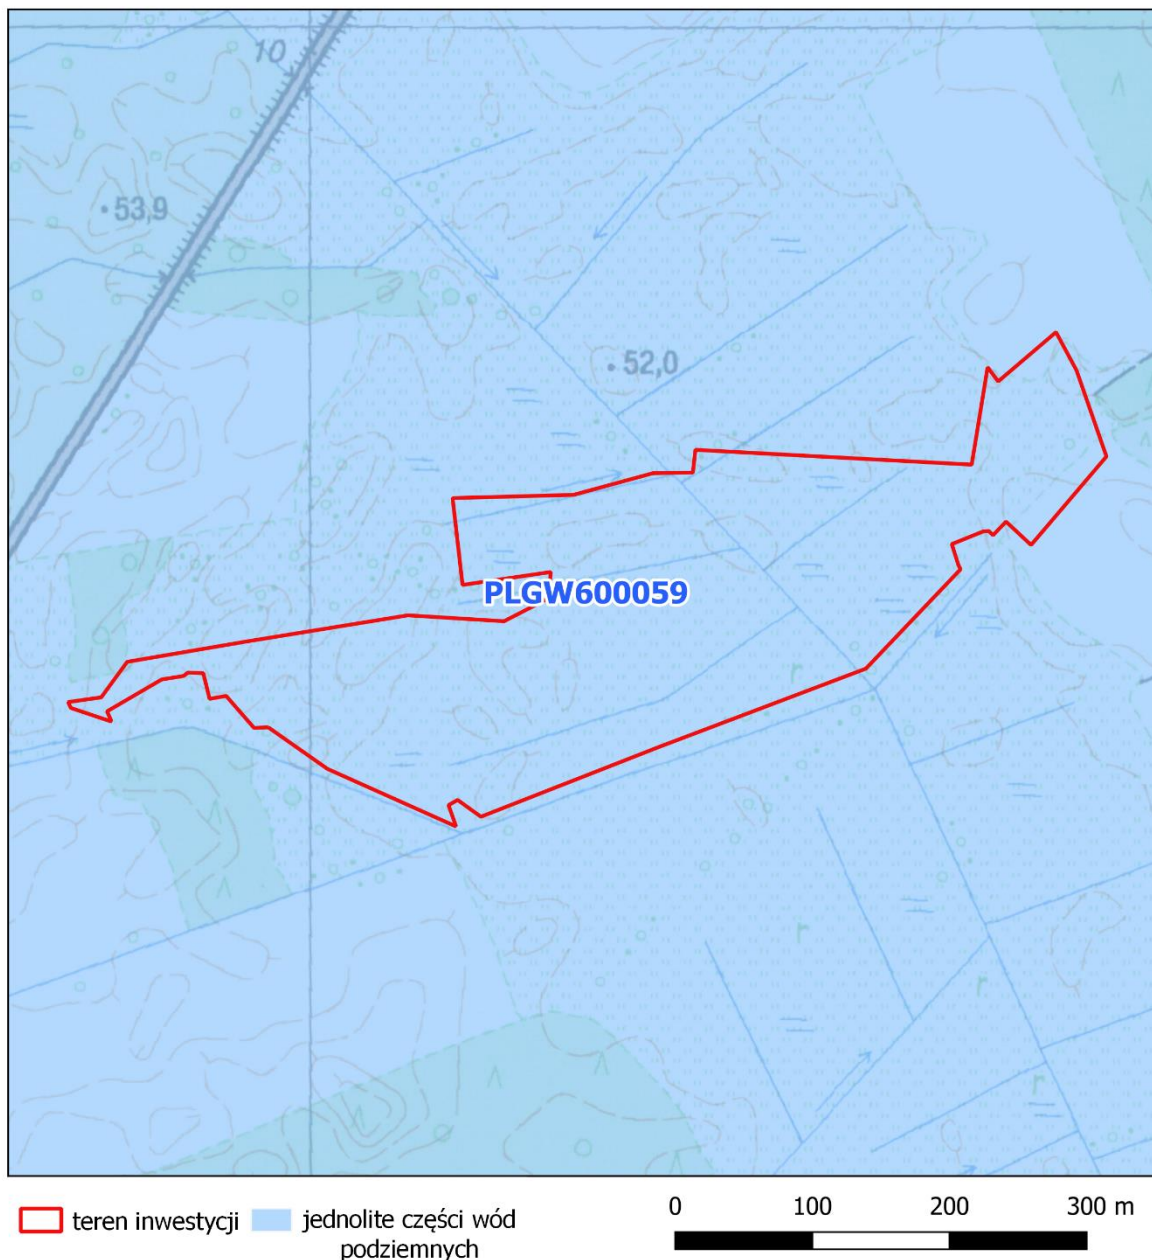 10
53,9
52,0
PLGW600059
r
r
r
r
teren inwestycji
jednolite części wód
podziemnych
0 100 200 300 m